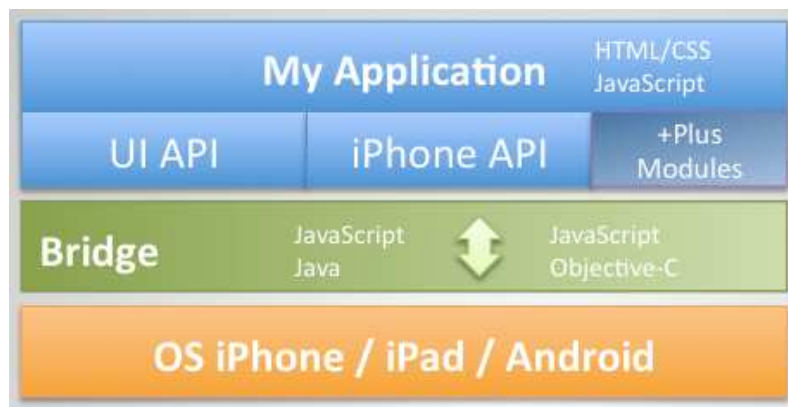 My Application
HTML/CSS
JavaScript
UI API
iPhone API
+Plus
Modules
Bridge
JavaScript
Java
JavaScript
Objective-C
OS iPhone / iPad / Android